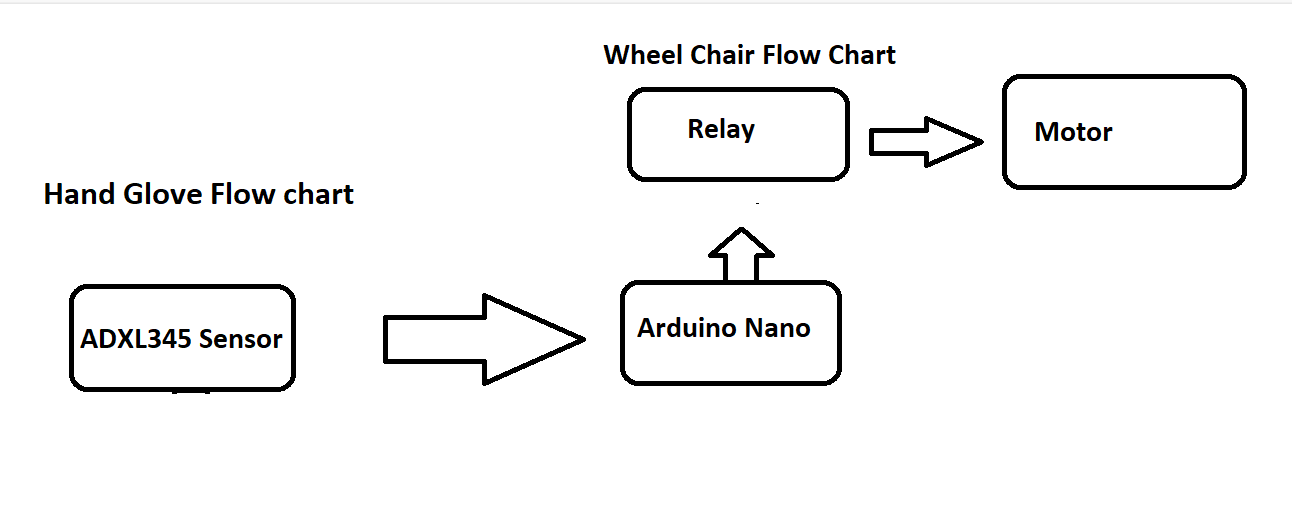 Wheel Chair Flow Chart
Relay
Motor
Hand Glove Flow chart
ADXL345 Sensor
Arduino Nano